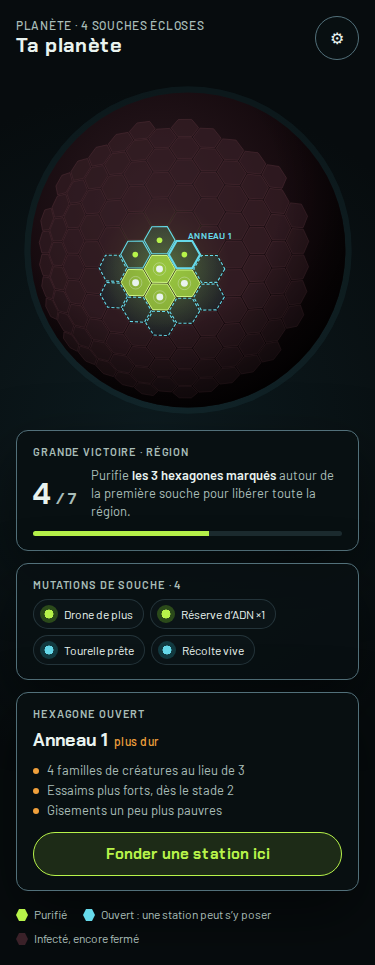 PLANÈTE · 4 SOUCHES ÉCLOSES
Ta planète
ANNEAU 1
GRANDE VICTOIRE · RÉGION
4 / 7
Purifie les 3 hexagones marqués autour de
la première souche pour libérer toute la
région.
MUTATIONS DE SOUCHE · 4
Drone de plus
Réserve d'ADN ×1
Tourelle prête
Récolte vive
HEXAGONE OUVERT
Anneau 1 plus dur
4 familles de créatures au lieu de 3
Essaims plus forts, dès le stade 2
Gisements un peu plus pauvres
Fonder une station ici
Purifié
Ouvert : une station peut s'y poser
Infecté, encore fermé